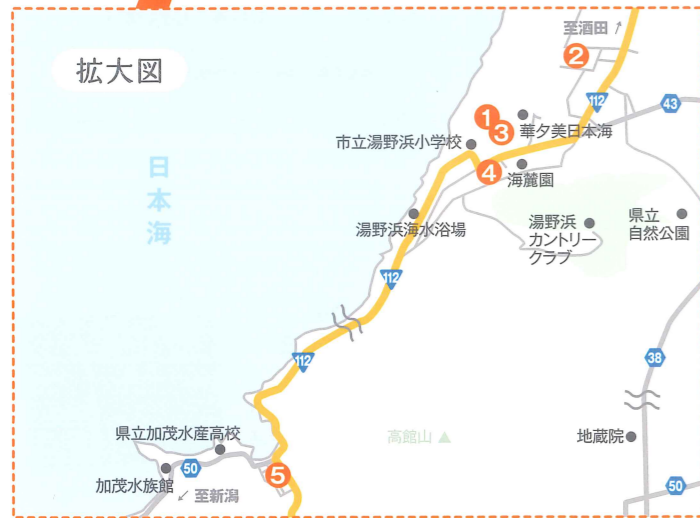 拡大図
至酒田
2
112
43
1
3
華夕美日本海
市立湯野浜小学校
4
海麓園
日本海
湯野浜海水浴場
湯野浜
カントリー
クラブ
県立
自然公園
112
112
38
県立加茂水産高校
高館山
地蔵院
50
加茂水族館
至新潟
5
50